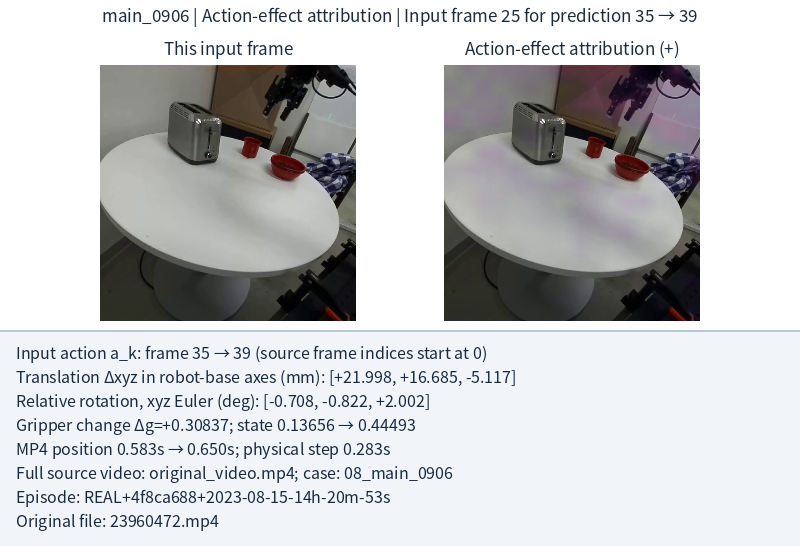 main_0906 | Action-effect attribution | Input frame 25 for prediction 35 → 39
This input frame
Action-effect attribution (+)
Input action a_k: frame 35 → 39 (source frame indices start at 0)
Translation Δxyz in robot-base axes (mm): [+21.998, +16.685, -5.117]
Relative rotation, xyz Euler (deg): [-0.708, -0.822, +2.002]
Gripper change Δg=+0.30837; state 0.13656 → 0.44493
MP4 position 0.583s → 0.650s; physical step 0.283s
Full source video: original_video.mp4; case: 08_main_0906
Episode: REAL+4f8ca688+2023-08-15-14h-20m-53s
Original file: 23960472.mp4